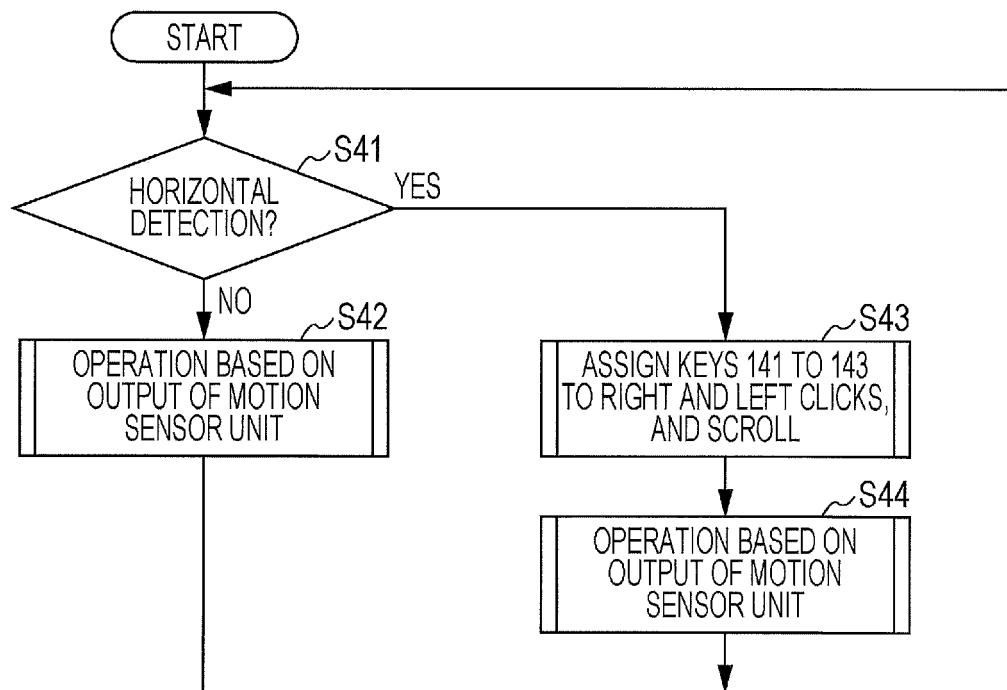 START
S41
HORIZONTAL
DETECTION?
YES
NO
S42
OPERATION BASED ON
OUTPUT OF MOTION
SENSOR UNIT
S43
ASSIGN KEYS 141 TO 143
TO RIGHT AND LEFT CLICKS,
AND SCROLL
S44
OPERATION BASED ON
OUTPUT OF MOTION
SENSOR UNIT